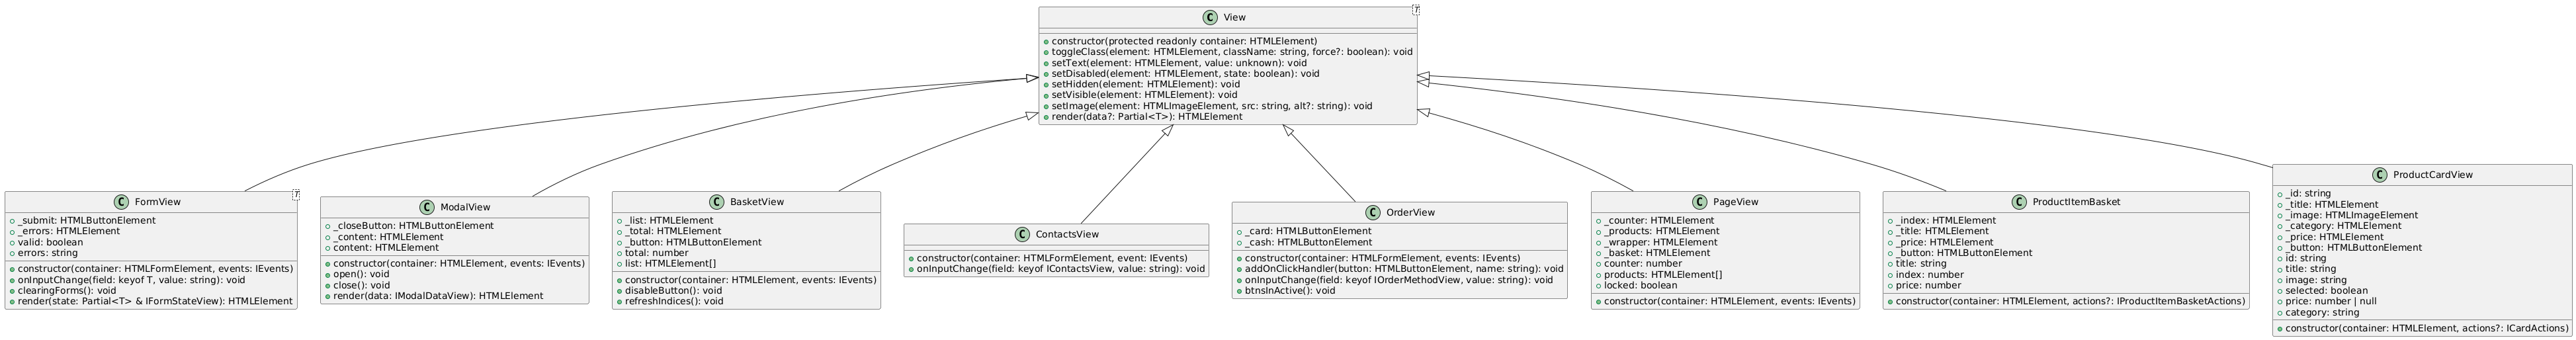 C View T
constructor(protected readonly container: HTMLElement)
toggleClass(element: HTMLElement, className: string, force?: boolean): void
setText(element: HTMLElement, value: unknown): void
setDisabled(element: HTMLElement, state: boolean): void
setHidden(element: HTMLElement): void
setVisible(element: HTMLElement): void
setImage(element: HTMLImageElement, src: string, alt?: string): void
render(data?: Partial<T>): HTMLElement
C FormView T
_submit: HTMLButtonElement
_errors: HTMLElement
valid: boolean
errors: string
constructor(container: HTMLFormElement, events: IEvents)
onInputChange(field: keyof T, value: string): void
clearingForms(): void
render(state: Partial<T> & IFormStateView): HTMLElement
C ModalView
_closeButton: HTMLButtonElement
_content: HTMLElement
content: HTMLElement
constructor(container: HTMLElement, events: IEvents)
open(): void
close(): void
render(data: IModalDataView): HTMLElement
C BasketView
_list: HTMLElement
_total: HTMLElement
_button: HTMLButtonElement
total: number
list: HTMLElement[]
constructor(container: HTMLElement, events: IEvents)
disableButton(): void
refreshIndices(): void
C ContactsView
constructor(container: HTMLFormElement, event: IEvents)
onInputChange(field: keyof IContactsView, value: string): void
C OrderView
_card: HTMLButtonElement
_cash: HTMLButtonElement
constructor(container: HTMLFormElement, events: IEvents)
addOnClickHandler(button: HTMLButtonElement, name: string): void
onInputChange(field: keyof IOrderMethodView, value: string): void
btnsInActive(): void
C PageView
_counter: HTMLElement
_products: HTMLElement
_wrapper: HTMLElement
_basket: HTMLElement
counter: number
products: HTMLElement[]
locked: boolean
constructor(container: HTMLElement, events: IEvents)
C ProductItemBasket
_index: HTMLElement
_title: HTMLElement
_price: HTMLElement
_button: HTMLButtonElement
title: string
index: number
price: number
constructor(container: HTMLElement, actions?: IProductItemBasketActions)
C ProductCardView
_id: string
_title: HTMLElement
_image: HTMLImageElement
_category: HTMLElement
_price: HTMLElement
_button: HTMLButtonElement
id: string
title: string
image: string
selected: boolean
price: number | null
category: string
constructor(container: HTMLElement, actions?: ICardActions)